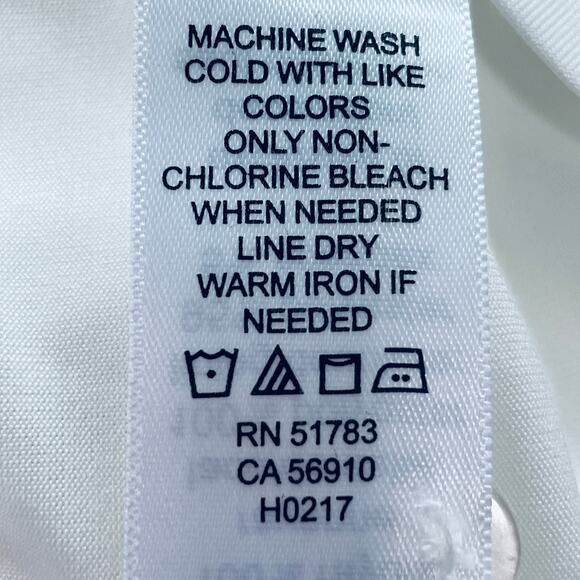 MACHINE WASH
COLD WITH LIKE
COLORS
ONLY NON-
CHLORINE BLEACH
WHEN NEEDED
LINE DRY
WARM IRON IF
NEEDED
RN 51783
CA 56910
H0217